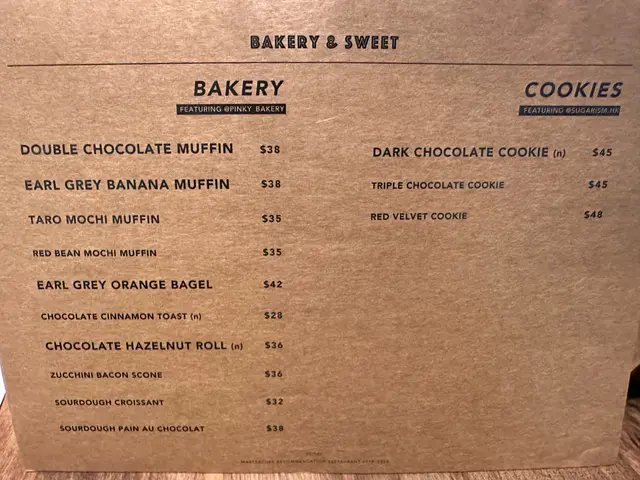 BAKERY & SWEET
BAKERY
FEATURING @PINKY_BAKERY
DOUBLE CHOCOLATE MUFFIN $38
EARL GREY BANANA MUFFIN $38
TARO MOCHI MUFFIN $35
RED BEAN MOCHI MUFFIN $35
EARL GREY ORANGE BAGEL $42
CHOCOLATE CINNAMON TOAST (n) $28
CHOCOLATE HAZELNUT ROLL (n) $36
ZUCCHINI BACON SCONE $36
SOURDOUGH CROISSANT $32
SOURDOUGH PAIN AU CHOCOLAT $38
COOKIES
FEATURING @SUGARISM.HK
DARK CHOCOLATE COOKIE (n) $45
TRIPLE CHOCOLATE COOKIE $45
RED VELVET COOKIE $48